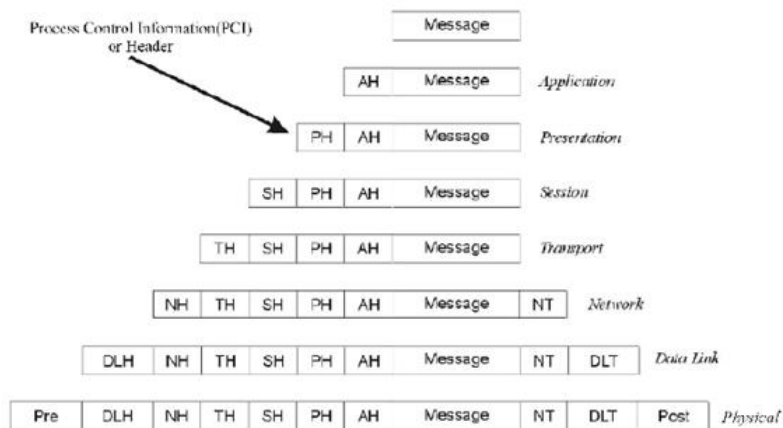 Process Control Information(PCI)
or Header
Message
AH Message Application
PH AH Message Presentation
SH PH AH Message Session
TH SH PH AH Message Transport
NH TH SH PH AH Message NT Network
DLH NH TH SH PH AH Message NT DLT Data Link
Pre DLH NH TH SH PH AH Message NT DLT Post Physical